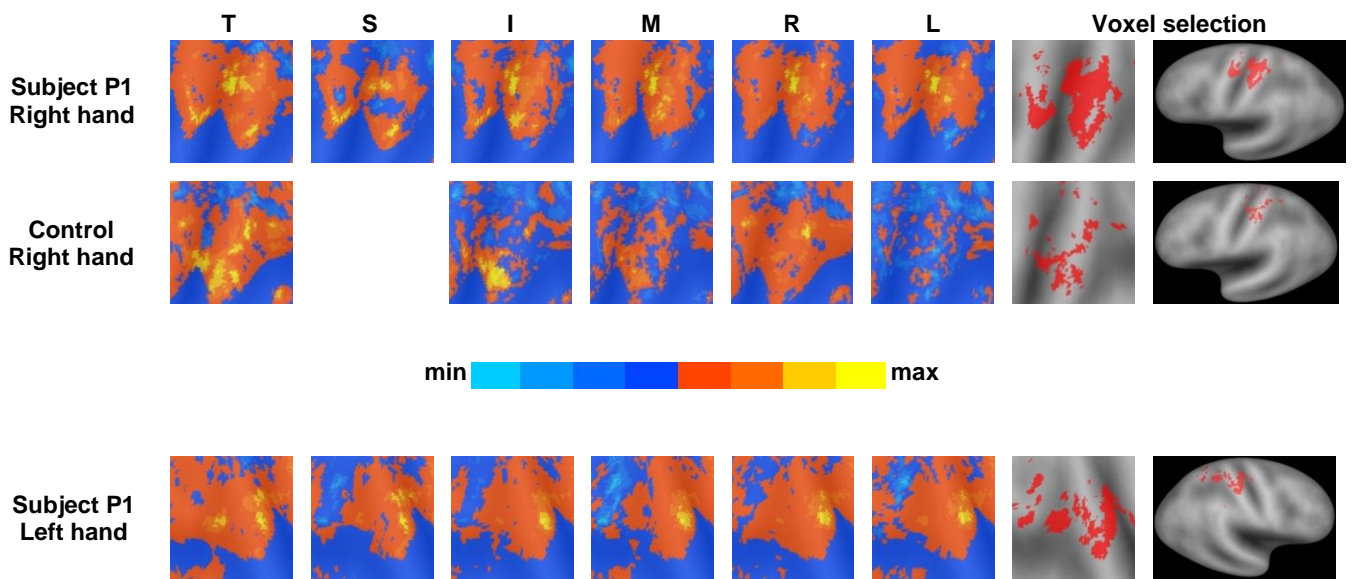 T S I M R L Voxel selection
Subject P1
Right hand
Control
Right hand
min max
Subject P1
Left hand